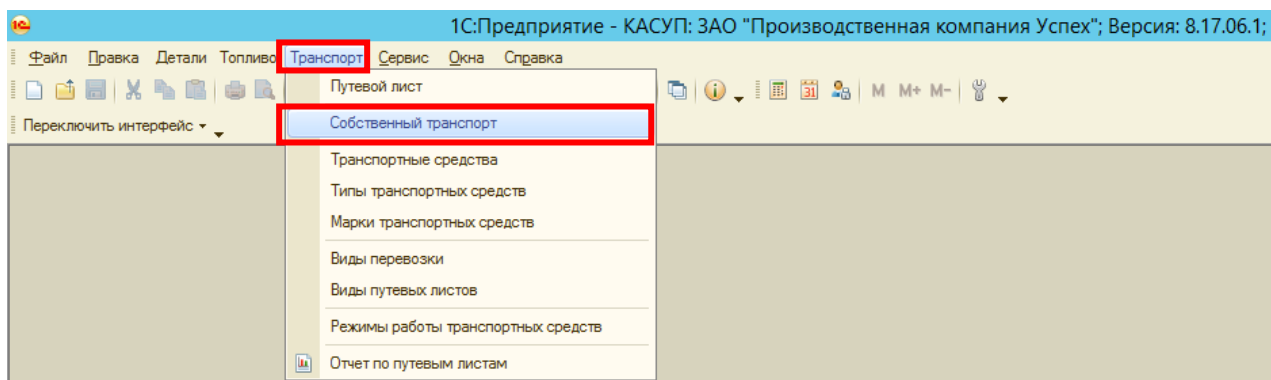 1С:Предприятие - КАСУП: ЗАО "Производственная компания Успех"; Версия: 8.17.06.1;
Файл Правка Детали Топливо Транспорт Сервис Окна Справка
M M+ M-
Переключить интерфейс
Путевой лист
Собственный транспорт
Транспортные средства
Типы транспортных средств
Марки транспортных средств
Виды перевозки
Виды путевых листов
Режимы работы транспортных средств
Отчет по путевым листам